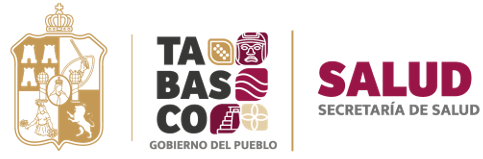 TA
BAS
CO
GOBIERNO DEL PUEBLO
SALUD
SECRETARÍA DE SALUD